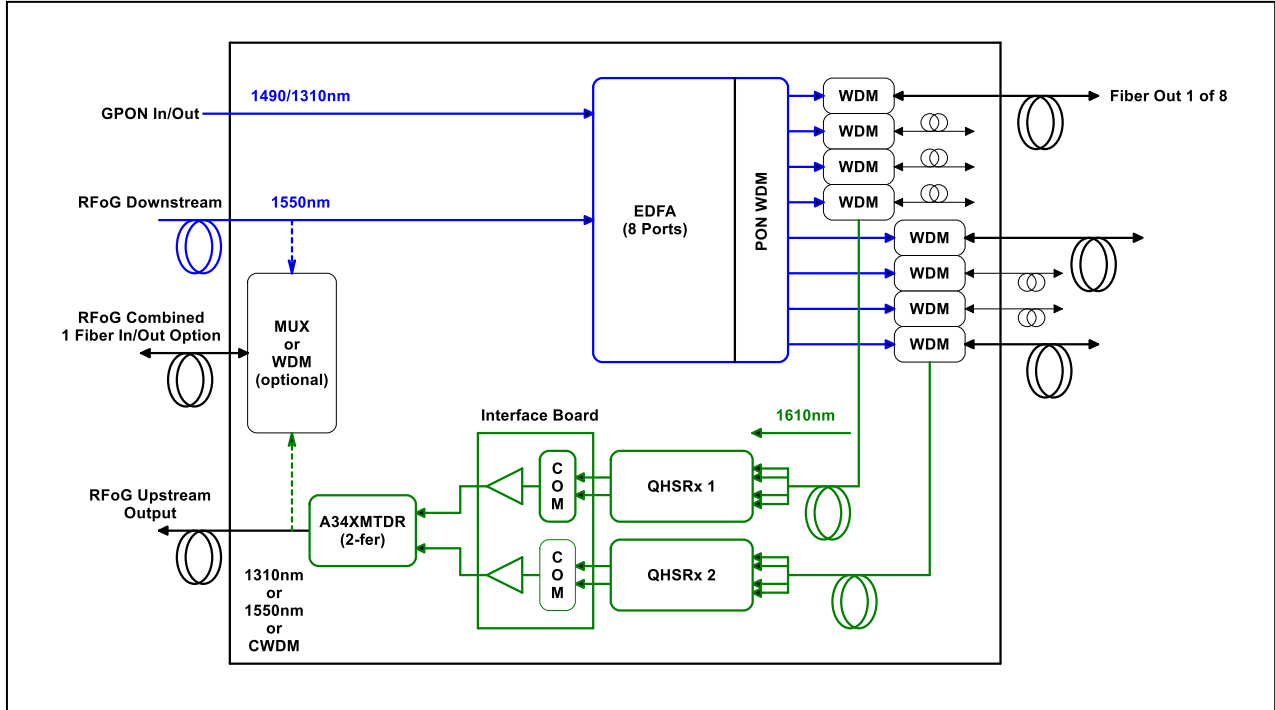 1490/1310nm
GPON In/Out
RFoG Downstream
1550nm
RFoG Combined
1 Fiber In/Out Option
MUX
or
WDM
(optional)
EDFA
(8 Ports)
PON WDM
WDM
WDM
WDM
WDM
WDM
WDM
WDM
WDM
Fiber Out 1 of 8
1610nm
Interface Board
C
O
M
QHSRx 1
C
O
M
QHSRx 2
A34XMTDR
(2-fer)
RFoG Upstream
Output
1310nm
or
1550nm
or
CWDM